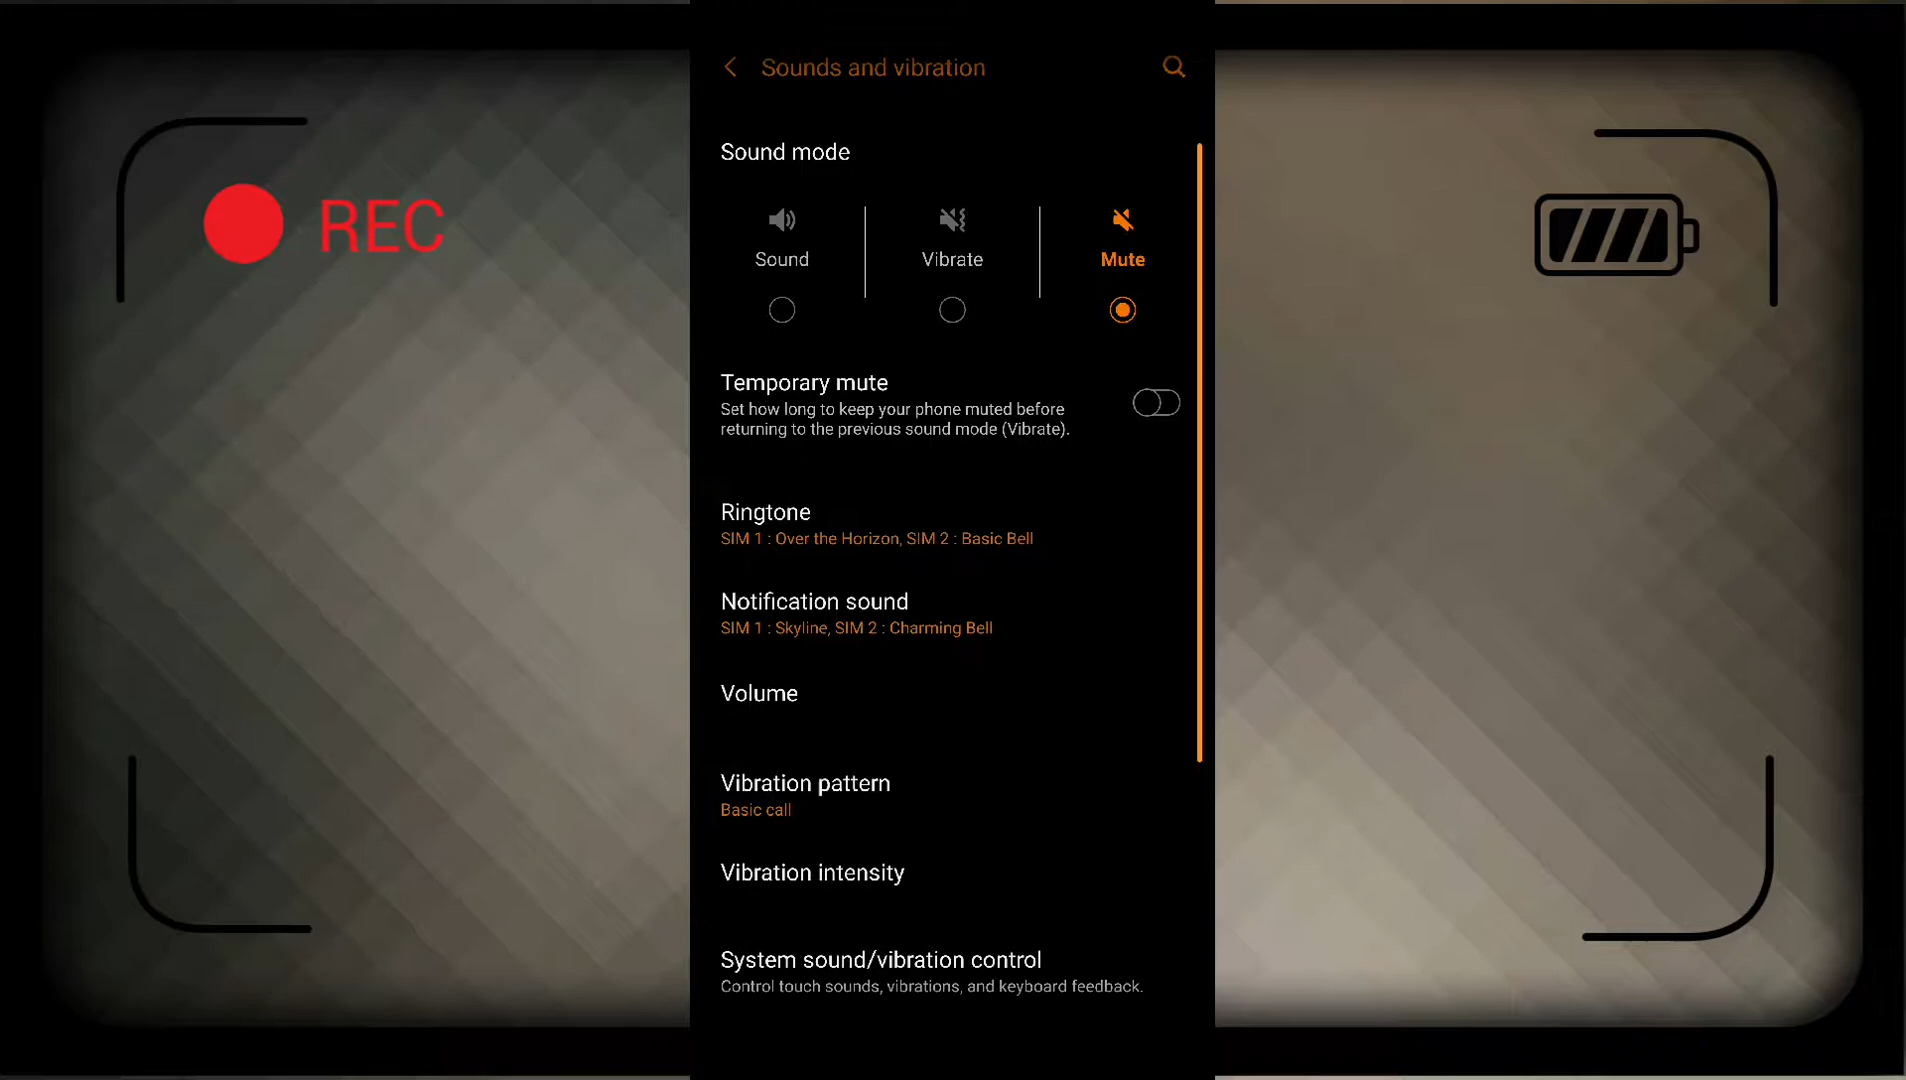 Sounds and vibration
REC
Sound mode
Sound
Vibrate
Mute
Temporary mute
Set how long to keep your phone muted before
returning to the previous sound mode (Vibrate).
Ringtone
SIM 1 : Over the Horizon, SIM 2 : Basic Bell
Notification sound
SIM 1 : Skyline, SIM 2 : Charming Bell
Volume
Vibration pattern
Basic call
Vibration intensity
System sound/vibration control
Control touch sounds, vibrations, and keyboard feedback.